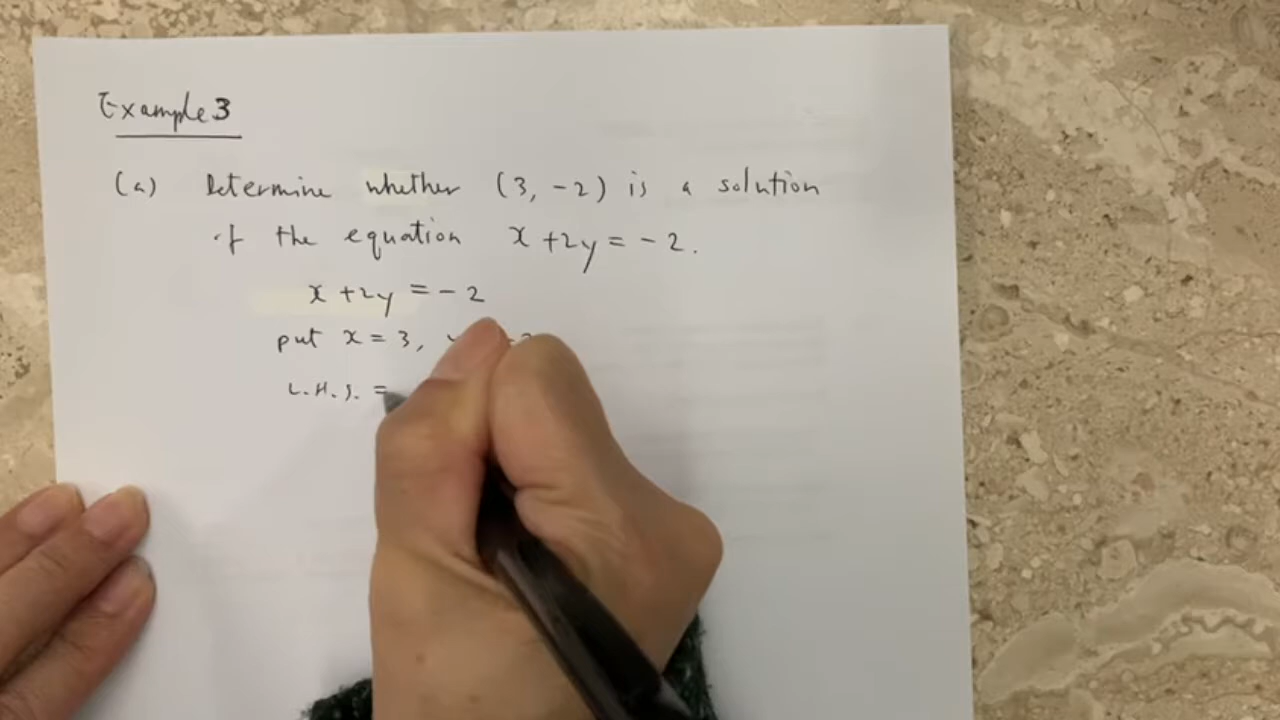 Example 3
(a) Determine whether (3, -2) is a solution
of the equation x + 2y = -2.
x + 2y = -2
put x = 3,
L.H.S. =